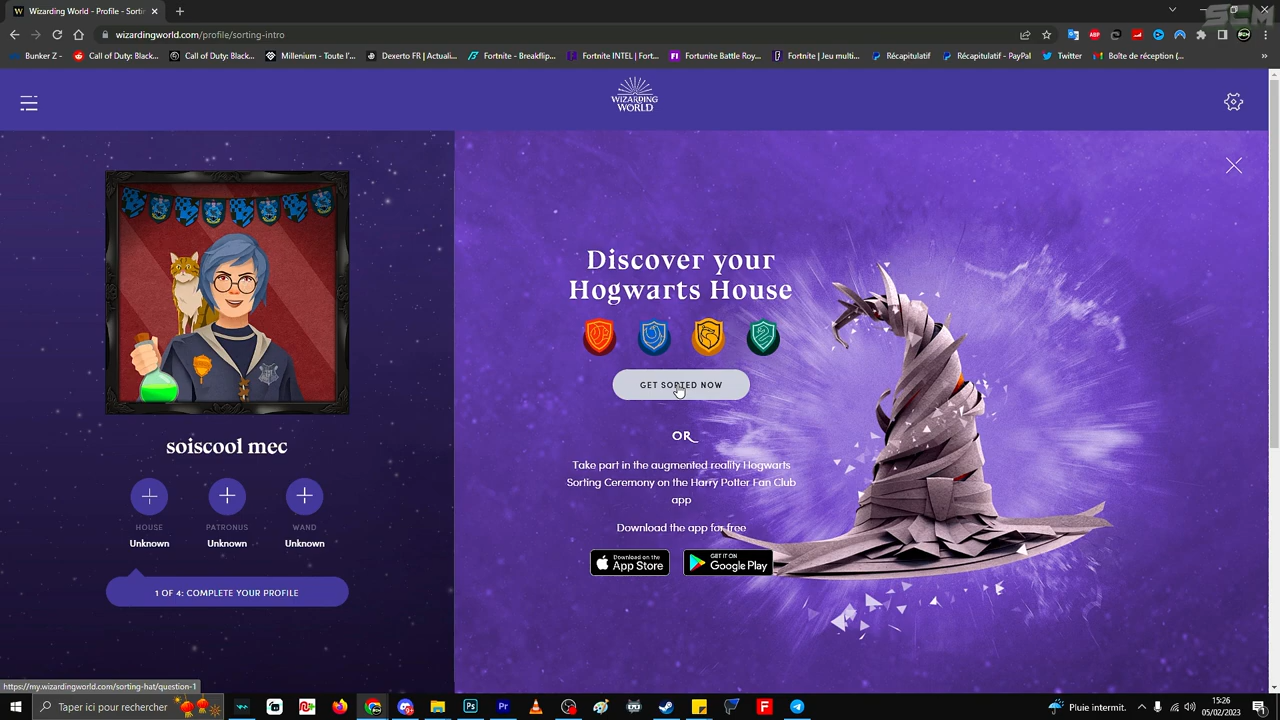 Wizarding World - Profile - Sorti
SCM
wizardingworld.com/profile/sorting-intro
ABP
Bunker Z -
Call of Duty: Black...
Call of Duty: Black...
Millenium - Toute l'...
Dexerto FR | Actuali...
Fortnite - Breakflip...
Fortnite INTEL | Fort...
Fortunite Battle Roy...
Fortnite | Jeu multi...
Récapitulatif
Récapitulatif - PayPal
Twitter
Boîte de réception (...
WIZARDING
WORLD
soiscool mec
HOUSE
PATRONUS
WAND
Unknown
Unknown
Unknown
1 OF 4: COMPLETE YOUR PROFILE
Discover your
Hogwarts House
GET SORTED NOW
OR
Take part in the augmented reality Hogwarts
Sorting Ceremony on the Harry Potter Fan Club
app
Download the app for free
Download on the
App Store
GET IT ON
Google Play
https://my.wizardingworld.com/sorting-hat/question-1
Taper ici pour rechercher
Ps
Pr
F
Pluie intermit.
15:26
05/02/2023